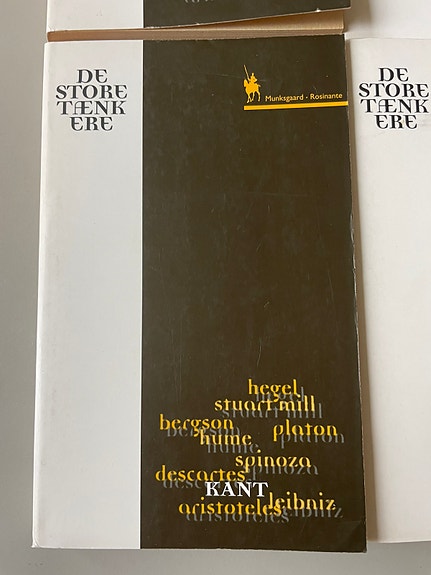 DE
STORE
TÆNK
ERE
Munksgaard · Rosinante
DE
STORE
TÆNK
ERE
hegel
stuart mill
bergson
platon
hume
spinoza
descartes
KANT
leibniz
aristoteles